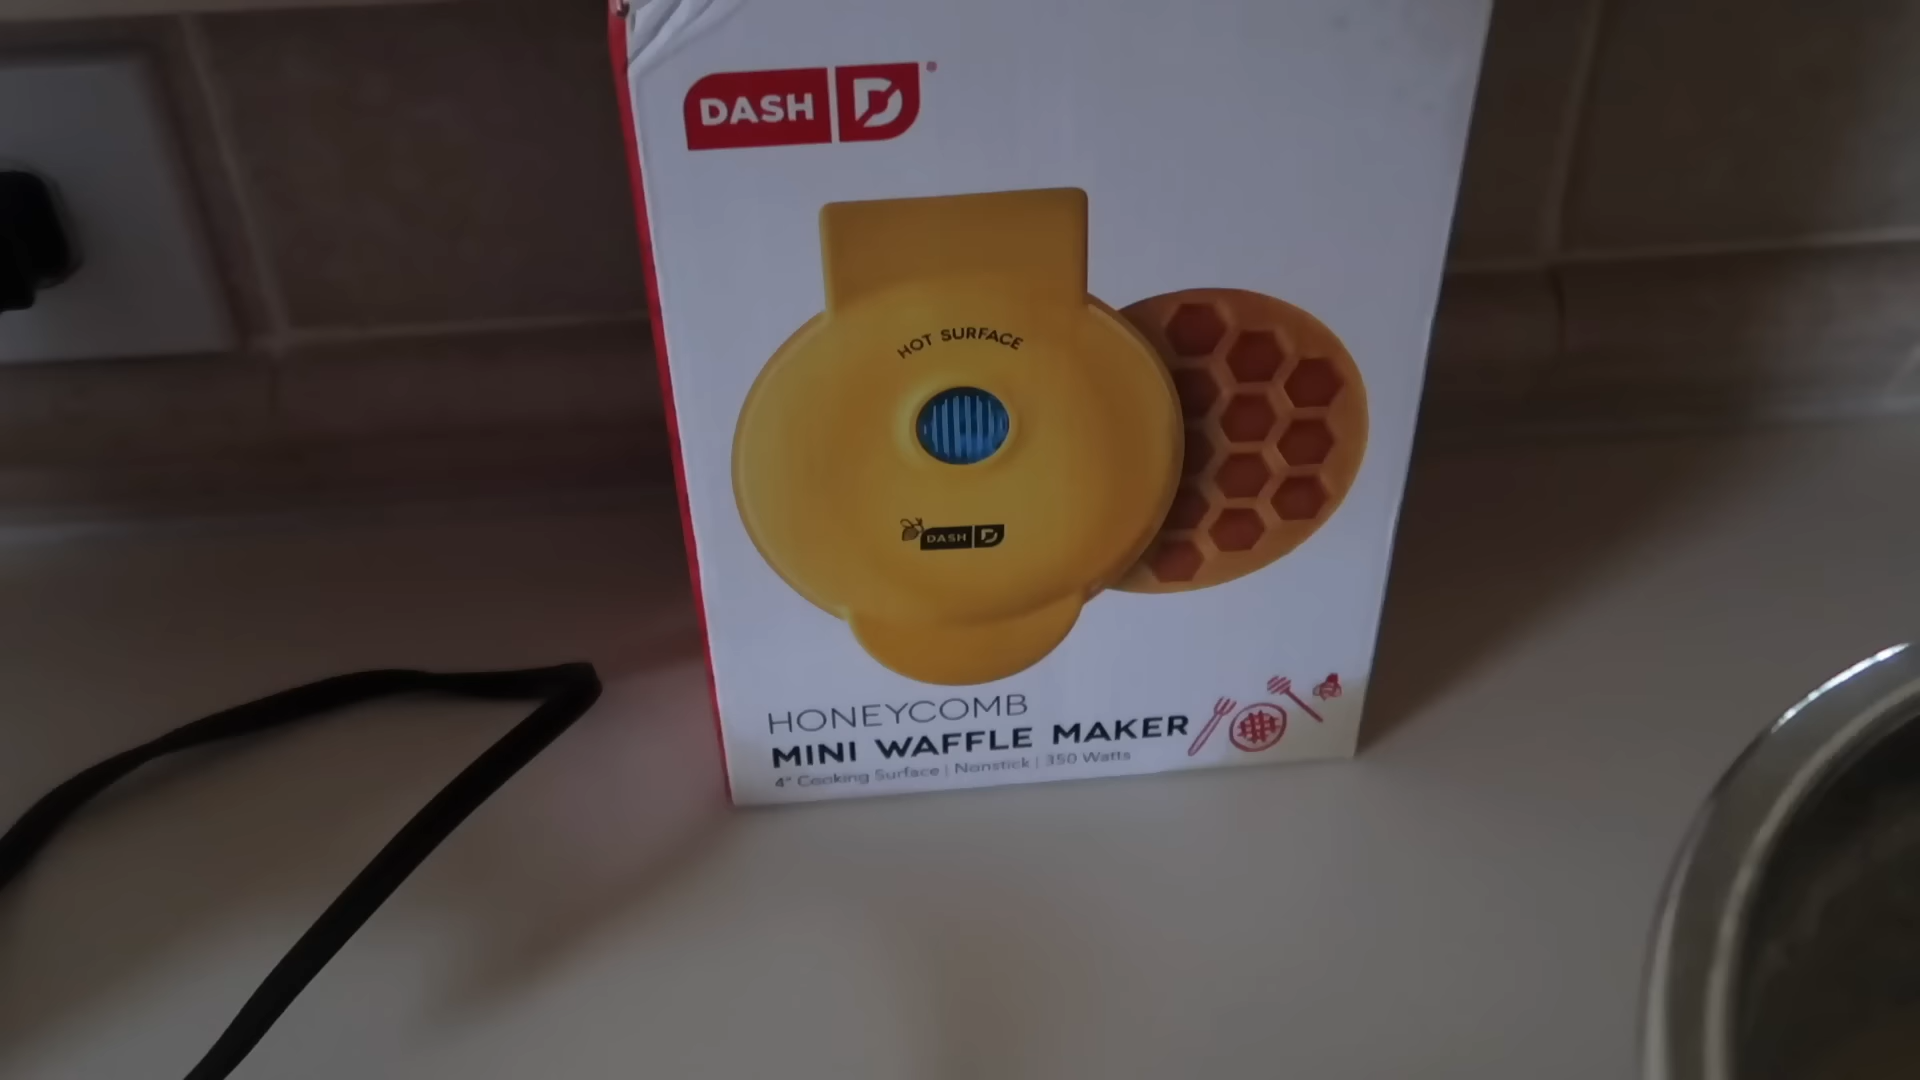 DASH D
HOT SURFACE
DASH D
HONEYCOMB
MINI WAFFLE MAKER
4" Cooking Surface | Nonstick | 350 Watts